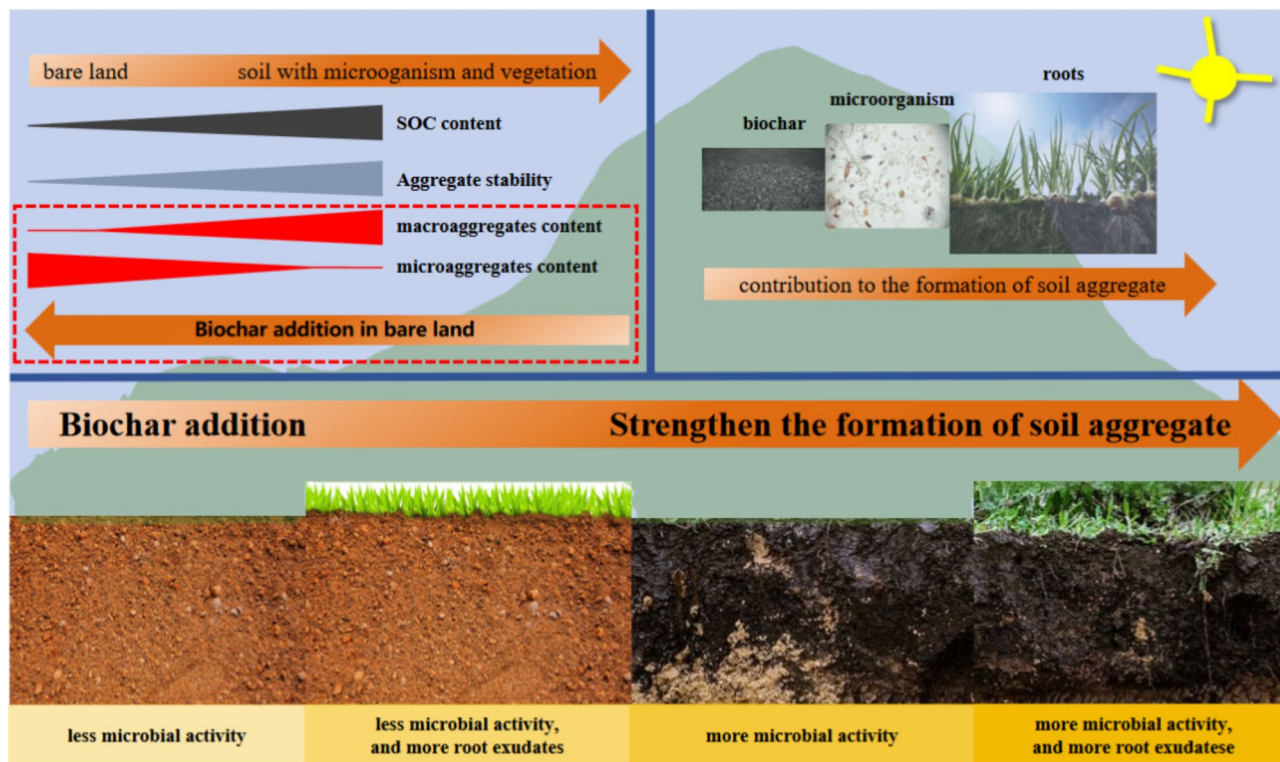 bare land soil with microoganism and vegetation
SOC content
Aggregate stability
macroaggregates content
microaggregates content
Biochar addition in bare land
roots
microorganism
biochar
contribution to the formation of soil aggregate
Biochar addition Strengthen the formation of soil aggregate
less microbial activity
less microbial activity,
and more root exudates
more microbial activity
more microbial activity,
and more root exudatese